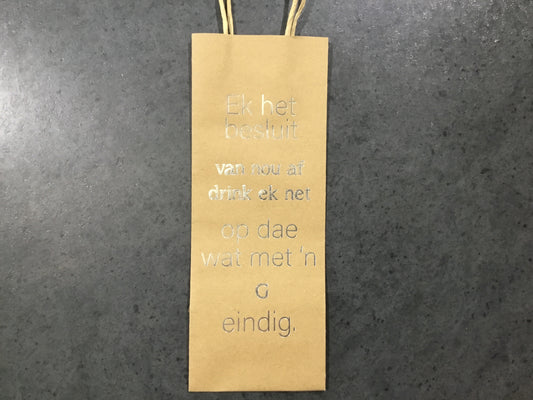 Ek het
besluit
van nou af
drink ek net
op dae
wat met 'n
G
eindig.